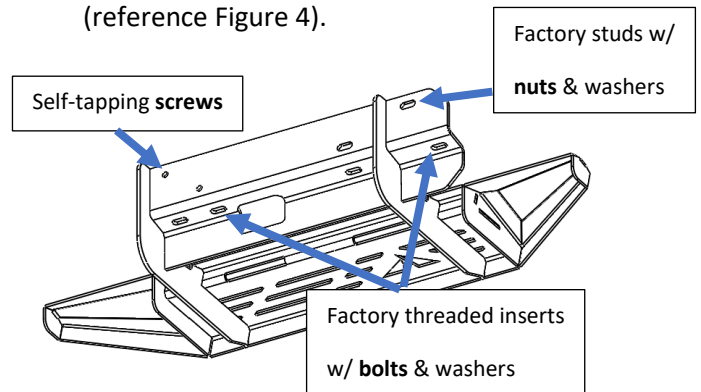 (reference Figure 4).
Factory studs w/
nuts & washers
Self-tapping screws
Factory threaded inserts
w/ bolts & washers